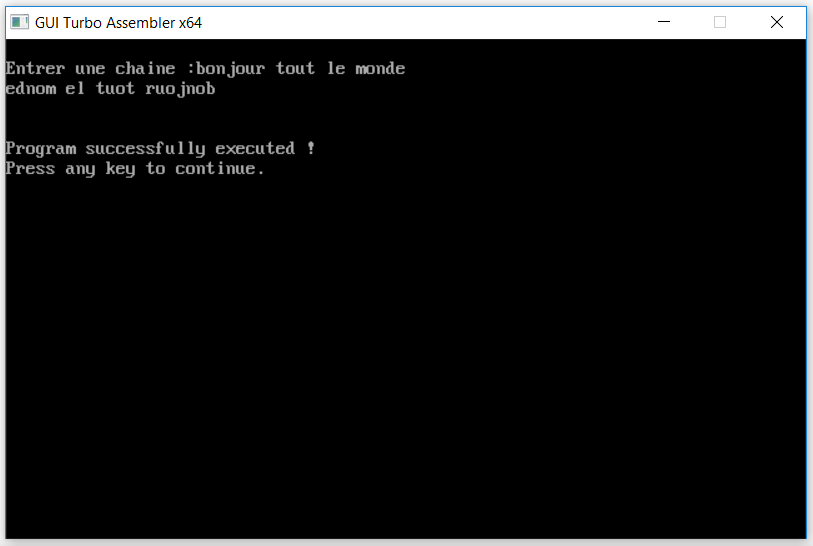 GUI Turbo Assembler x64
Entrer une chaine :bonjour tout le monde
ednom el tuot ruojnob
Program successfully executed !
Press any key to continue.